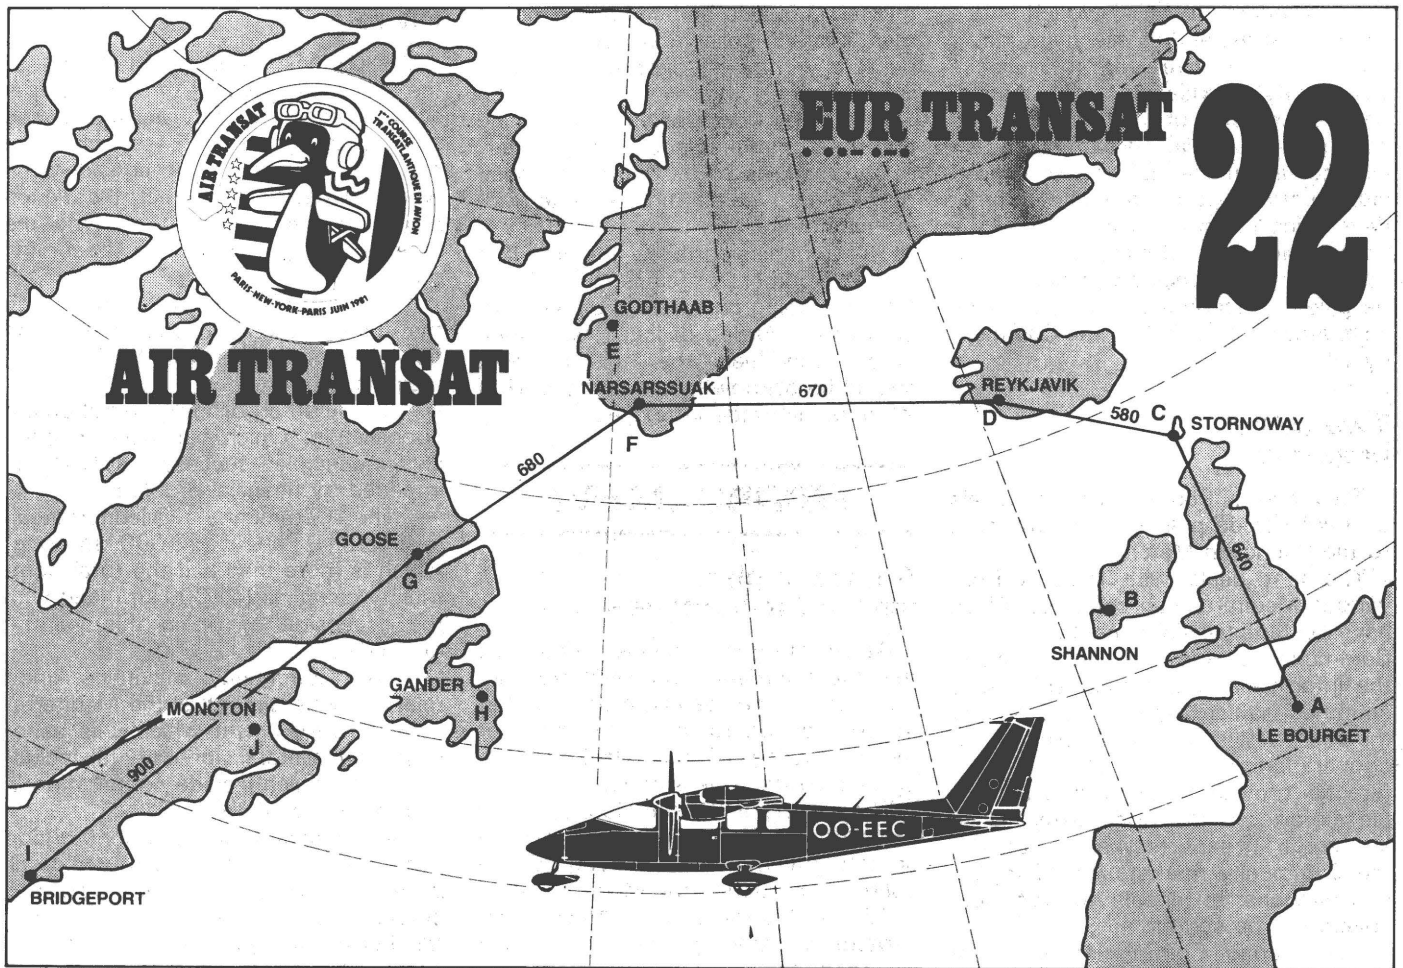 AIR TRANSAT
1ère COURSE
TRANSATLANTIQUE EN AVION
PARIS-NEW-YORK-PARIS JUIN 1981
AIR TRANSAT
EUR TRANSAT
22
GODTHAAB
E
NARSARSSUAK
F
670
REYKJAVIK
D
580
C
STORNOWAY
680
GOOSE
G
640
B
SHANNON
GANDER
H
MONCTON
J
A
LE BOURGET
900
OO-EEC
I
BRIDGEPORT